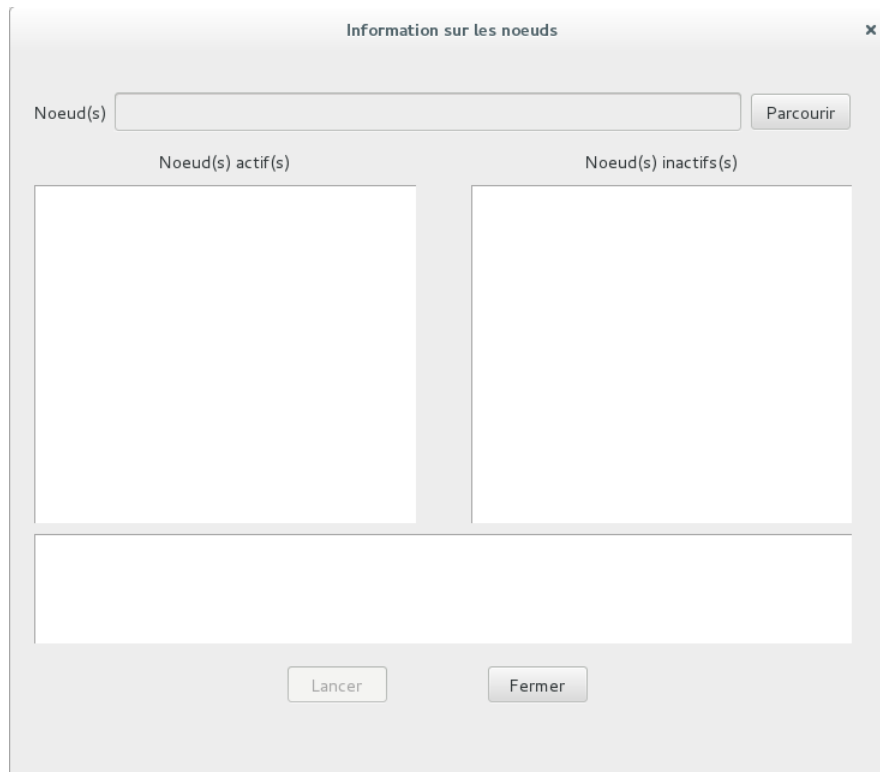 Information sur les noeuds
Noeud(s)
Parcourir
Noeud(s) actif(s)
Noeud(s) inactifs(s)
Lancer
Fermer